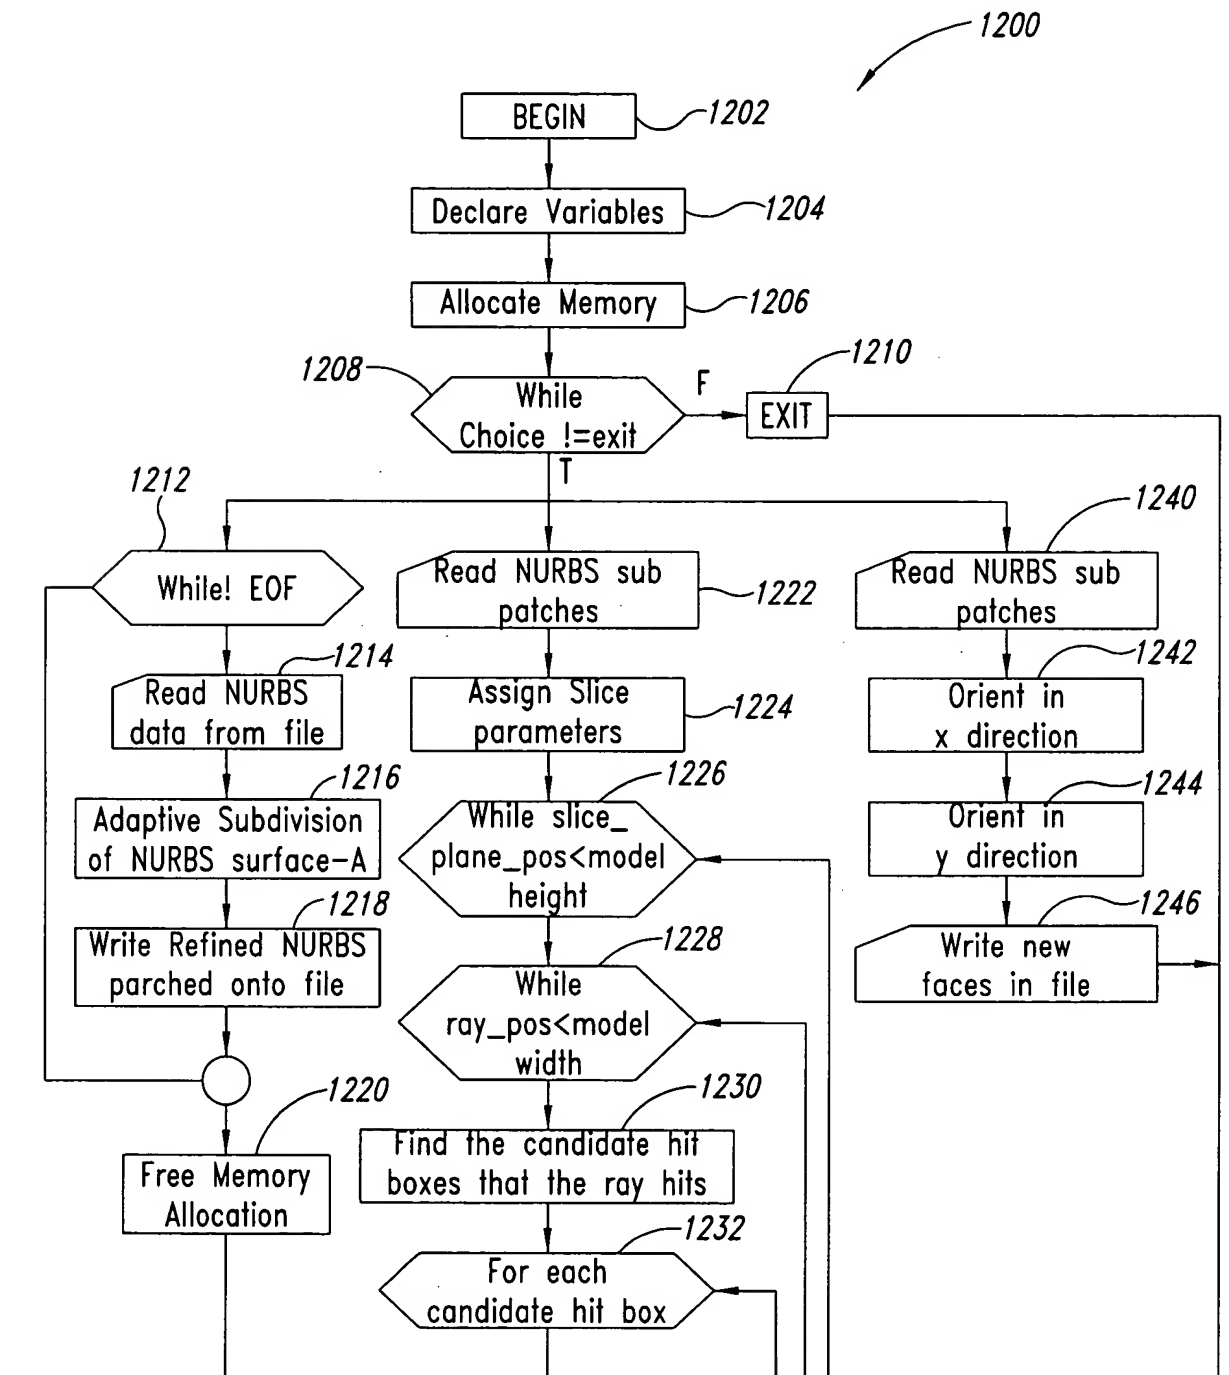 1200
BEGIN
1202
Declare Variables
1204
Allocate Memory
1206
1208
While
Choice !=exit
F
1210
EXIT
T
1212
While! EOF
1214
Read NURBS
data from file
1216
Adaptive Subdivision
of NURBS surface-A
1218
Write Refined NURBS
parched onto file
1220
Free Memory
Allocation
Read NURBS sub
patches
1222
Assign Slice
parameters
1224
1226
While slice_
plane_pos<model
height
1228
While
ray_pos<model
width
1230
Find the candidate hit
boxes that the ray hits
1232
For each
candidate hit box
1240
Read NURBS sub
patches
1242
Orient in
x direction
1244
Orient in
y direction
1246
Write new
faces in file